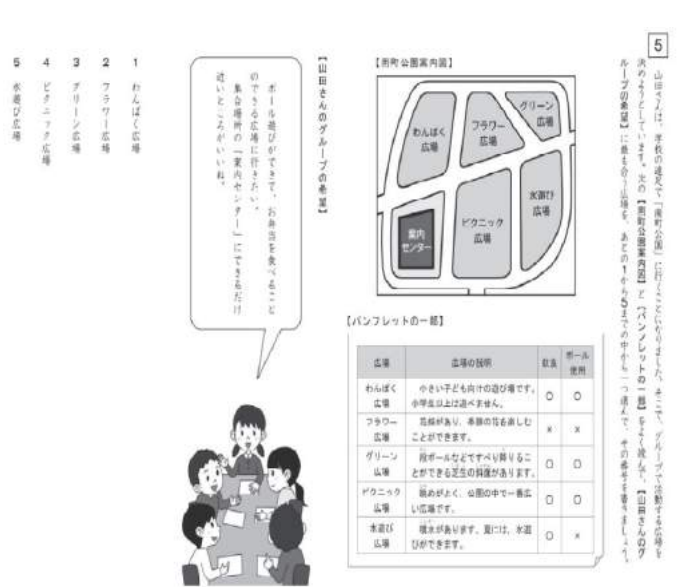 5
山田さんは、学校の遠足で「南町公園」に行くことになりました。そこで、グループで活動する広場を
決めようとしています。次の【南町公園案内図】と【パンフレットの一部】をよく読んで、【山田さんのグ
ループの希望】に最も合う広場を、あとの1から5までの中から一つ選んで、その番号を書きましょう。
【南町公園案内図】
わんぱく
広場
フラワー
広場
グリーン
広場
案内
センター
ピクニック
広場
水遊び
広場
【パンフレットの一部】
広場 広場の説明 飲食 ボール
使用
わんぱく
広場
小さい子ども向けの遊び場です。
小学生以上は遊べません。
○ ○
フラワー
広場
花畑があり、季節の花を楽しむ
ことができます。
× ×
グリーン
広場
段ボールなどですべり降りるこ
とができる芝生の斜面があります。
○ ○
ピクニック
広場
眺めがよく、公園の中で一番広
い広場です。
○ ○
水遊び
広場
噴水があります。夏には、水遊
びができます。
○ ×
【山田さんのグループの希望】
ボール遊びができて、お弁当を食べること
のできる広場に行きたい。
集合場所の「案内センター」にできるだけ
近いところがいいね。
1 わんぱく広場
2 フラワー広場
3 グリーン広場
4 ピクニック広場
5 水遊び広場